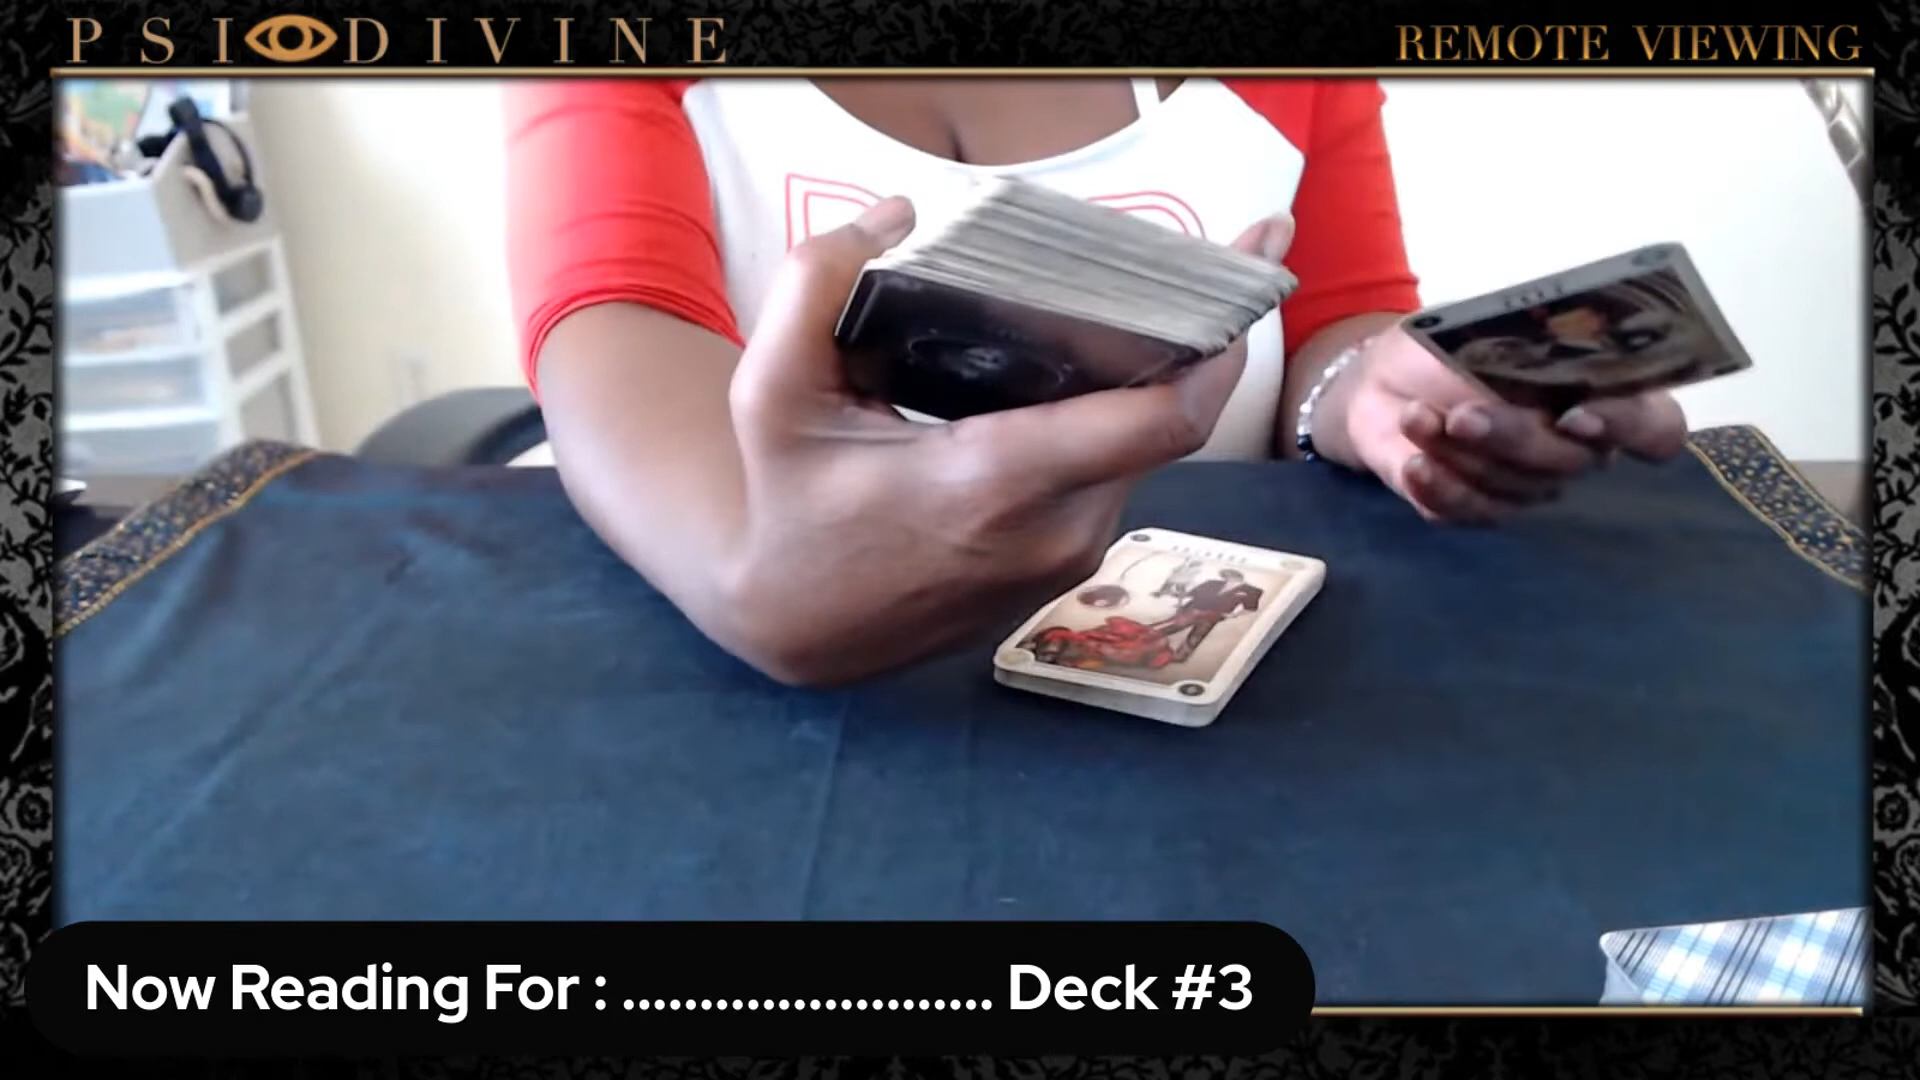 PSI DIVINE
REMOTE VIEWING
Now Reading For : ....................... Deck #3